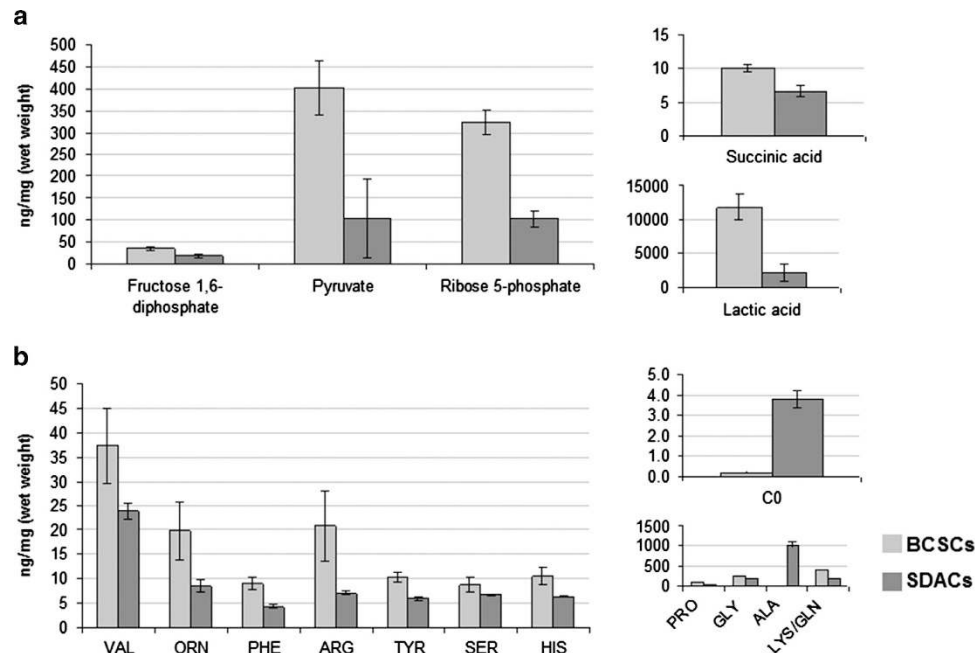 a
ng/mg (wet weight)
500
450
400
350
300
250
200
150
100
50
0
Fructose 1,6-
diphosphate
Pyruvate
Ribose 5-phosphate
15
10
5
0
Succinic acid
15000
10000
5000
0
Lactic acid
b
ng/mg (wet weight)
50
45
40
35
30
25
20
15
10
5
0
VAL ORN PHE ARG TYR SER HIS
5.0
4.0
3.0
2.0
1.0
0.0
C0
1500
1000
500
0
PRO
GLY
ALA
LYS/GLN
BCSCs
SDACs